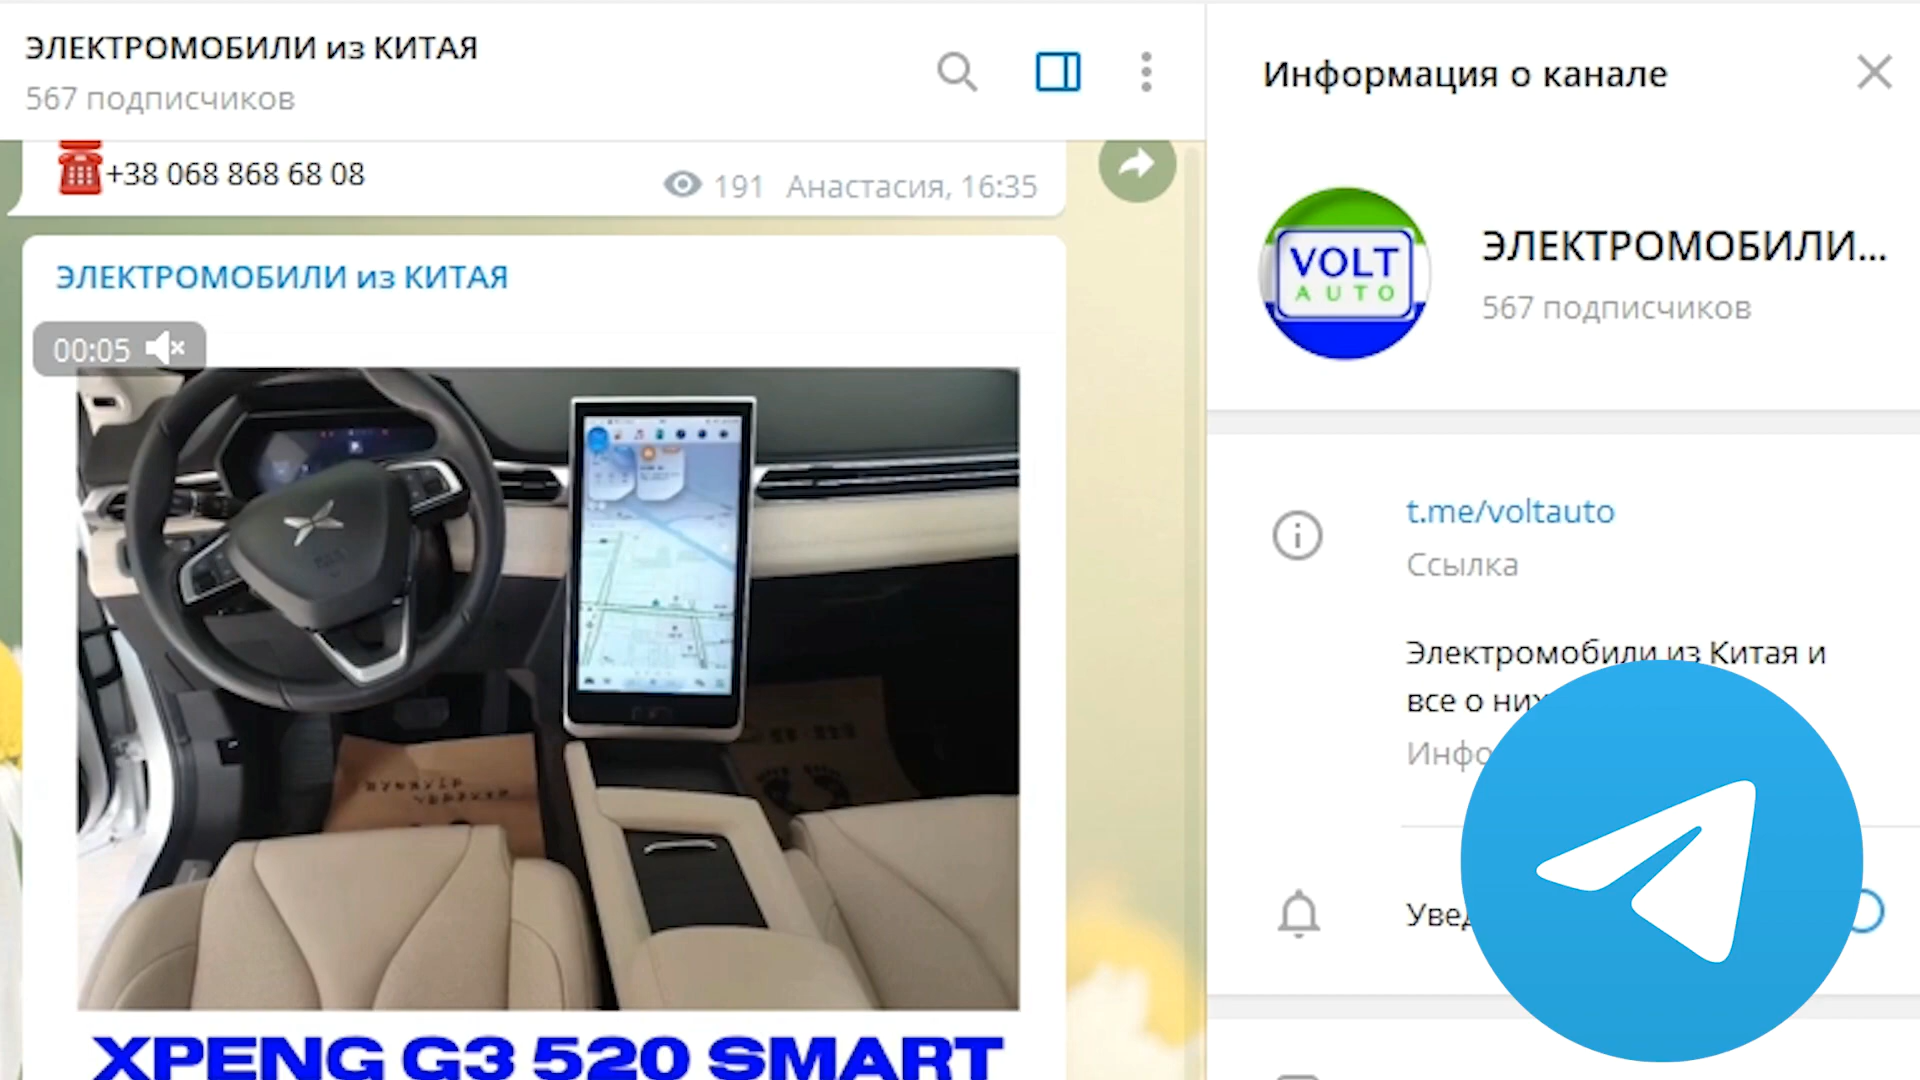 ЭЛЕКТРОМОБИЛИ из КИТАЯ
567 подписчиков
+38 068 868 68 08
191 Анастасия, 16:35
ЭЛЕКТРОМОБИЛИ из КИТАЯ
00:05
XPENG G3 520 SMART
Информация о канале
VOLT
AUTO
ЭЛЕКТРОМОБИЛИ...
567 подписчиков
t.me/voltauto
Ссылка
Электромобили из Китая и
все о них
Инфо
Увед